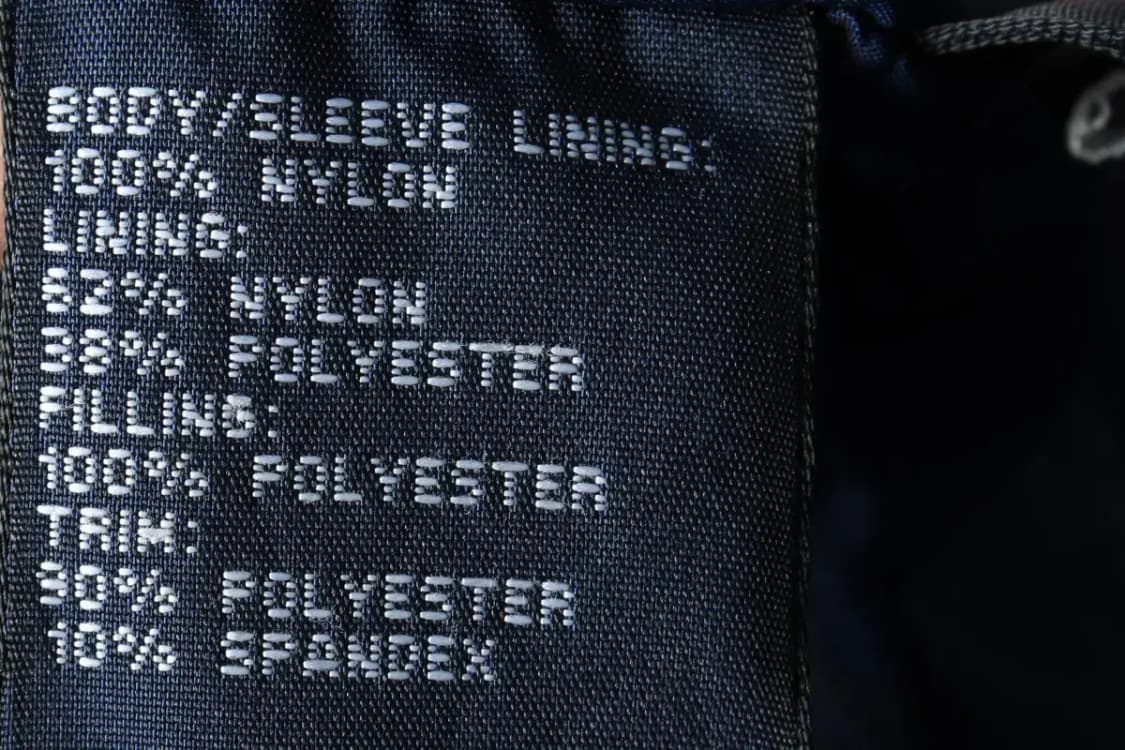 BODY/SLEEVE LINING:
100% NYLON
LINING:
62% NYLON
38% POLYESTER
FILLING:
100% POLYESTER
TRIM:
90% POLYESTER
10% SPANDEX